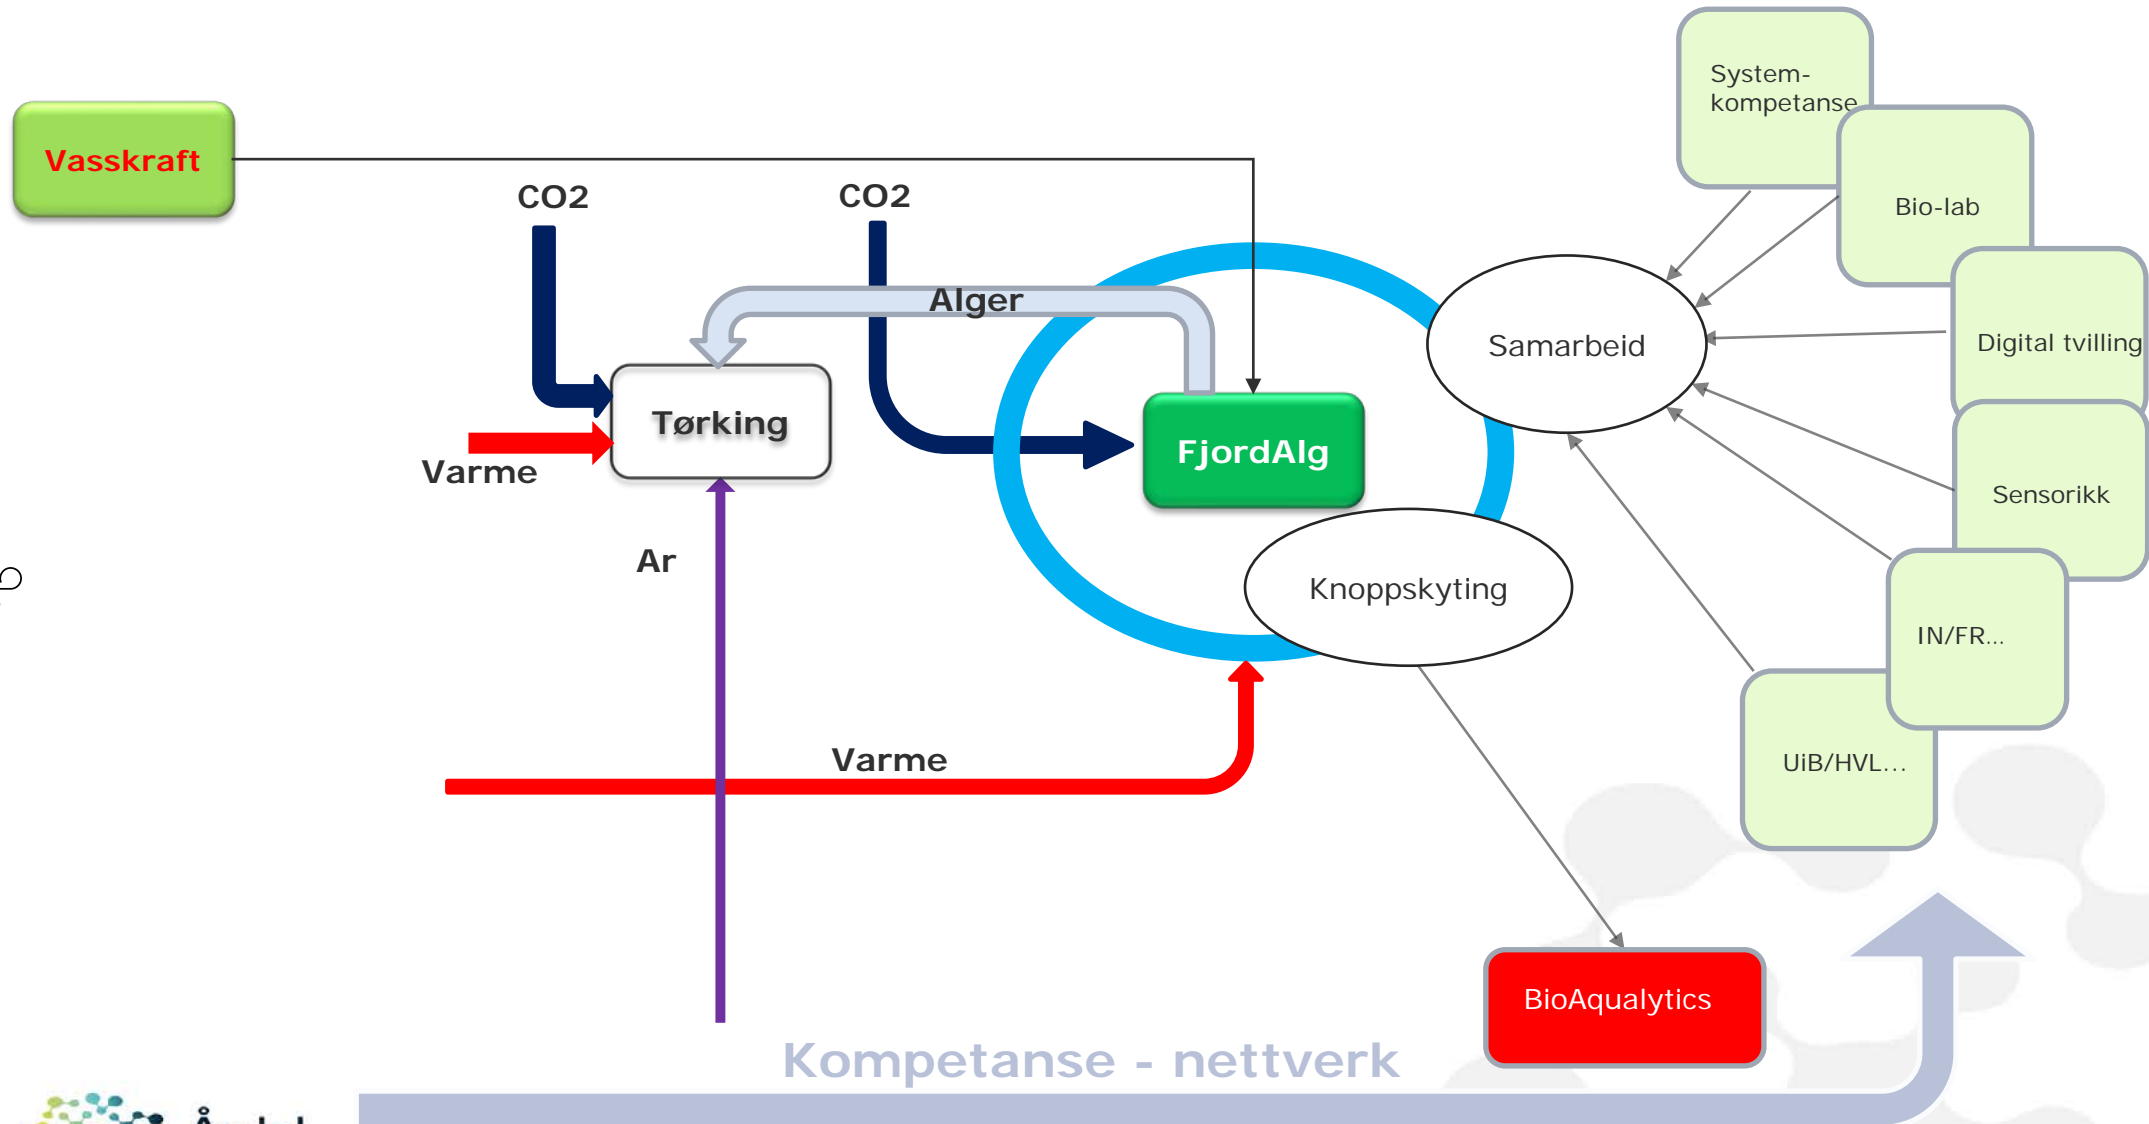 System-
kompetanse
Vasskraft
CO2
CO2
Bio-lab
Alger
Samarbeid
Digital tvilling
Tørking
FjordAlg
Varme
Sensorikk
Ar
Knoppskyting
IN/FR...
Varme
UiB/HVL...
BioAqualytics
Kompetanse - nettverk